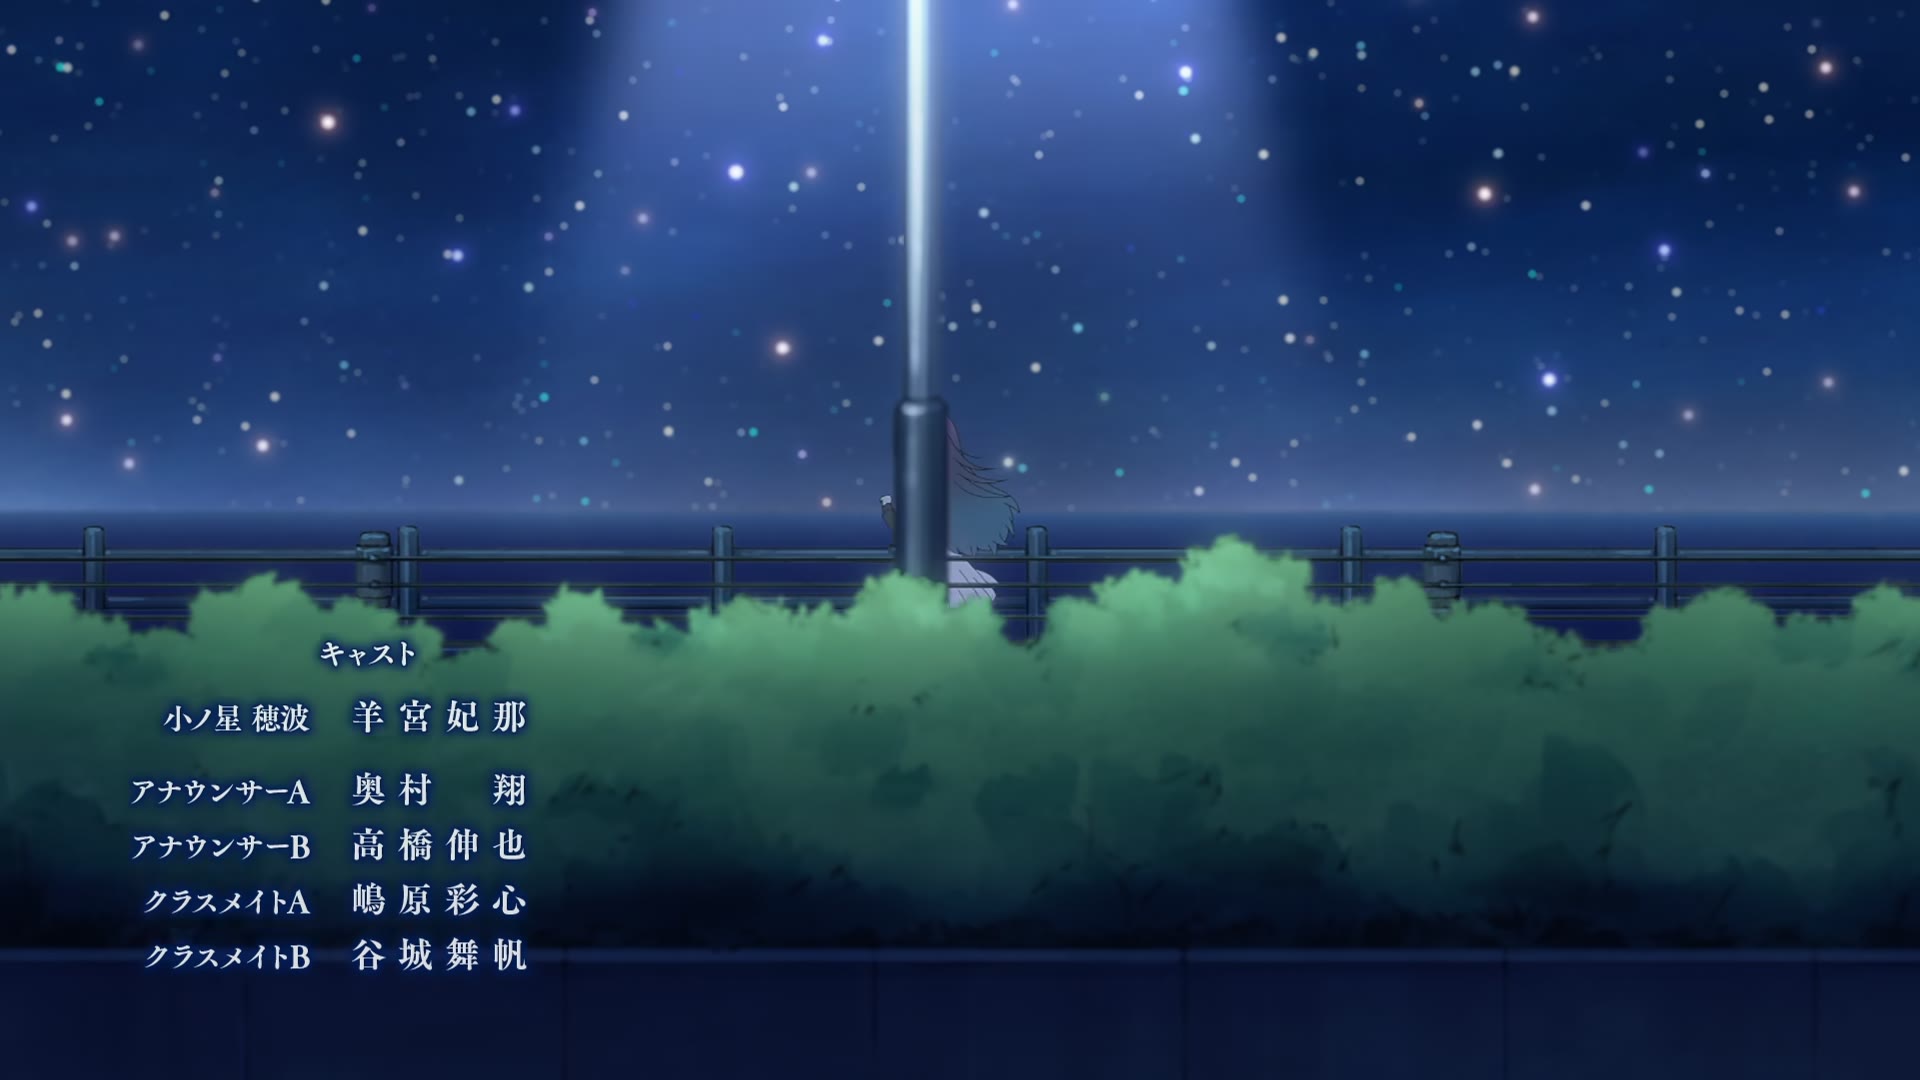 キャスト
小ノ星 穂波　羊宮妃那
アナウンサーA　奥村　翔
アナウンサーB　高橋伸也
クラスメイトA　嶋原彩心
クラスメイトB　谷城舞帆